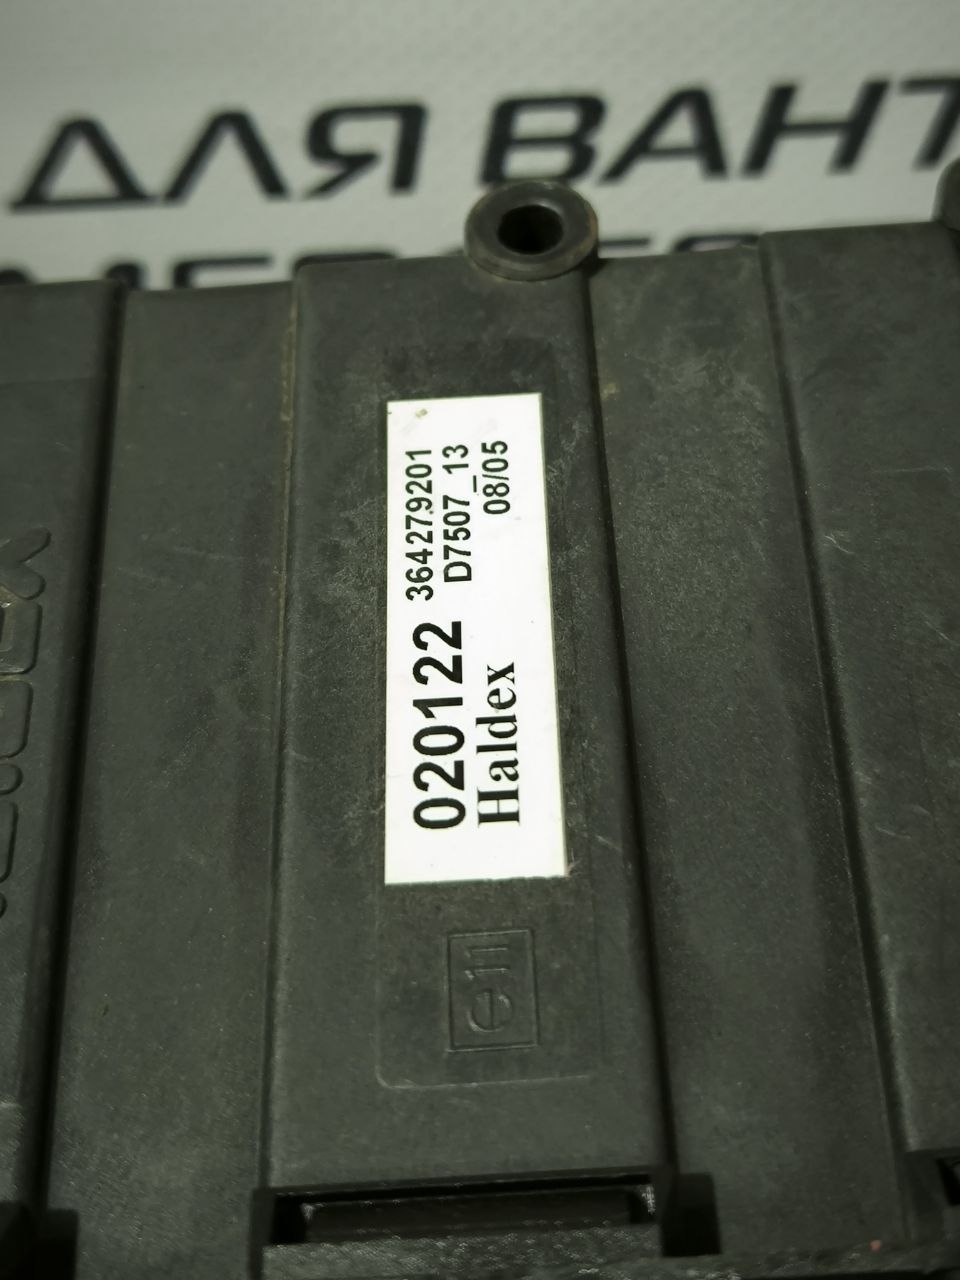 ДЛЯ ВАНТ
020122 364279201
D7507_13
Haldex 08/05
e11